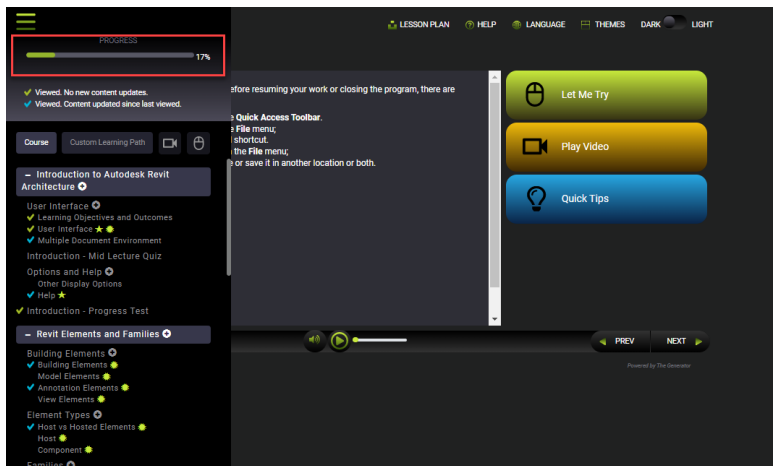 LESSON PLAN
HELP
LANGUAGE
THEMES
DARK
LIGHT
PROGRESS
17%
Viewed. No new content updates.
Viewed. Content updated since last viewed.
Course
Custom Learning Path
– Introduction to Autodesk Revit
Architecture
User Interface
Learning Objectives and Outcomes
User Interface
Multiple Document Environment
Introduction - Mid Lecture Quiz
Options and Help
Other Display Options
Help
Introduction - Progress Test
– Revit Elements and Families
Building Elements
Building Elements
Model Elements
Annotation Elements
View Elements
Element Types
Host vs Hosted Elements
Host
Component
Families
efore resuming your work or closing the program, there are
Quick Access Toolbar.
File menu;
shortcut.
the File menu;
or save it in another location or both.
Let Me Try
Play Video
Quick Tips
PREV
NEXT
Powered by The Generator